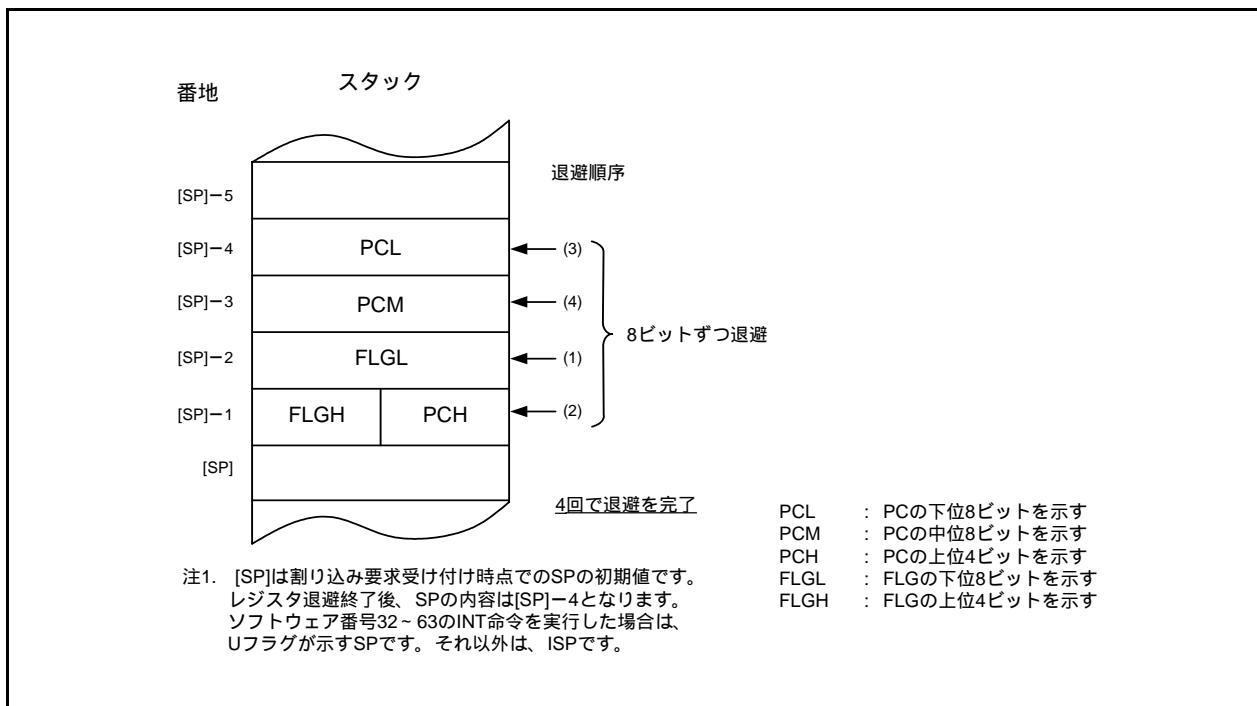 番地
スタック
退避順序
[SP]－5
[SP]－4 PCL (3)
[SP]－3 PCM (4)
8ビットずつ退避
[SP]－2 FLGL (1)
[SP]－1 FLGH PCH (2)
[SP]
4回で退避を完了
PCL : PCの下位8ビットを示す
PCM : PCの中位8ビットを示す
PCH : PCの上位4ビットを示す
FLGL : FLGの下位8ビットを示す
FLGH : FLGの上位4ビットを示す
注1. [SP]は割り込み要求受け付け時点でのSPの初期値です。
レジスタ退避終了後、SPの内容は[SP]－4となります。
ソフトウェア番号32～63のINT命令を実行した場合は、
Uフラグが示すSPです。それ以外は、ISPです。